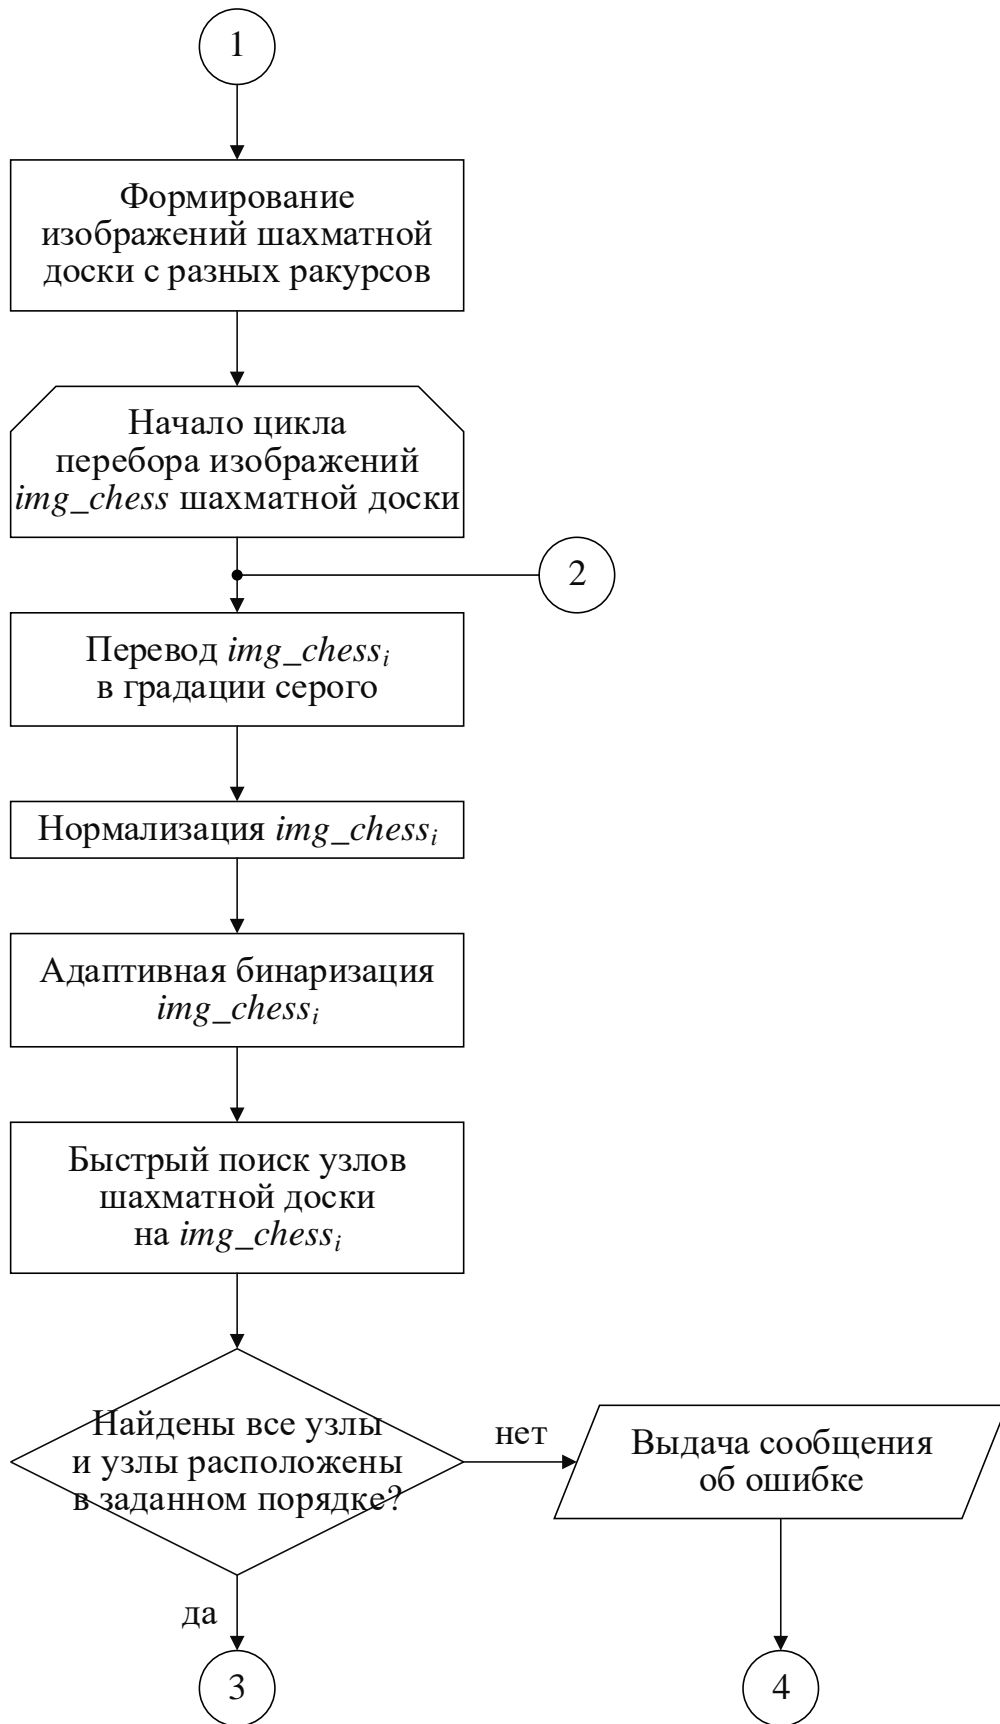 1
Формирование
изображений шахматной
доски с разных ракурсов
Начало цикла
перебора изображений
img_chess шахматной доски
2
Перевод img_chessᵢ
в градации серого
Нормализация img_chessᵢ
Адаптивная бинаризация
img_chessᵢ
Быстрый поиск узлов
шахматной доски
на img_chessᵢ
Найдены все узлы
и узлы расположены
в заданном порядке?
нет
Выдача сообщения
об ошибке
да
3
4